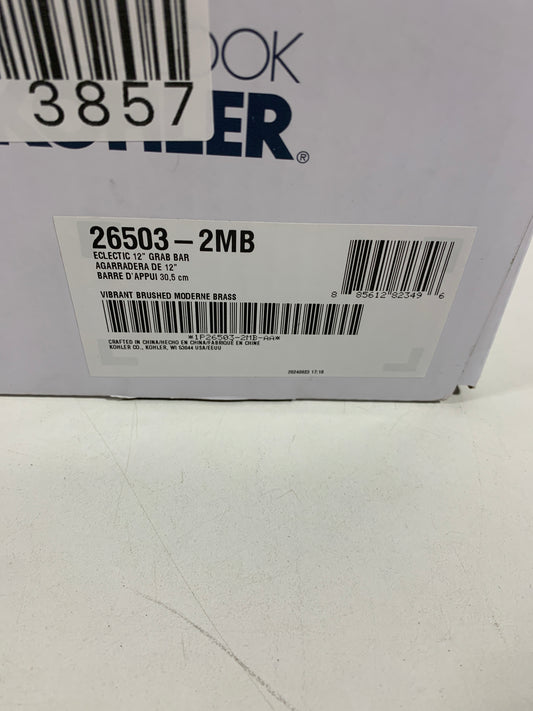 OOK
3857
KOHLER®
26503-2MB
ECLECTIC 12" GRAB BAR
AGARRADERA DE 12"
BARRE D'APPUI 30,5 cm
VIBRANT BRUSHED MODERNE BRASS
8 85612 82349 6
*1P26503-2MB-AA*
CRAFTED IN CHINA/HECHO EN CHINA/FABRIQUE EN CHINE
KOHLER CO., KOHLER, WI 53044 USA/EEUU